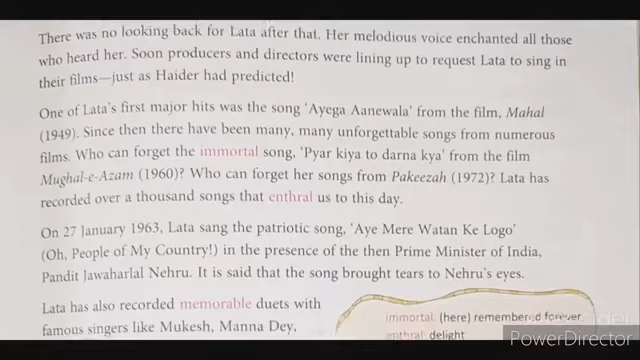 There was no looking back for Lata after that. Her melodious voice enchanted all those
who heard her. Soon producers and directors were lining up to request Lata to sing in
their films—just as Haider had predicted!
One of Lata's first major hits was the song 'Ayega Aanewala' from the film, Mahal
(1949). Since then there have been many, many unforgettable songs from numerous
films. Who can forget the immortal song, 'Pyar kiya to darna kya' from the film
Mughal-e-Azam (1960)? Who can forget her songs from Pakeezah (1972)? Lata has
recorded over a thousand songs that enthral us to this day.
On 27 January 1963, Lata sang the patriotic song, 'Aye Mere Watan Ke Logo'
(Oh, People of My Country!) in the presence of the then Prime Minister of India,
Pandit Jawaharlal Nehru. It is said that the song brought tears to Nehru's eyes.
Lata has also recorded memorable duets with
famous singers like Mukesh, Manna Dey,
immortal: (here) remembered forever
enthral: delight
PowerDirector